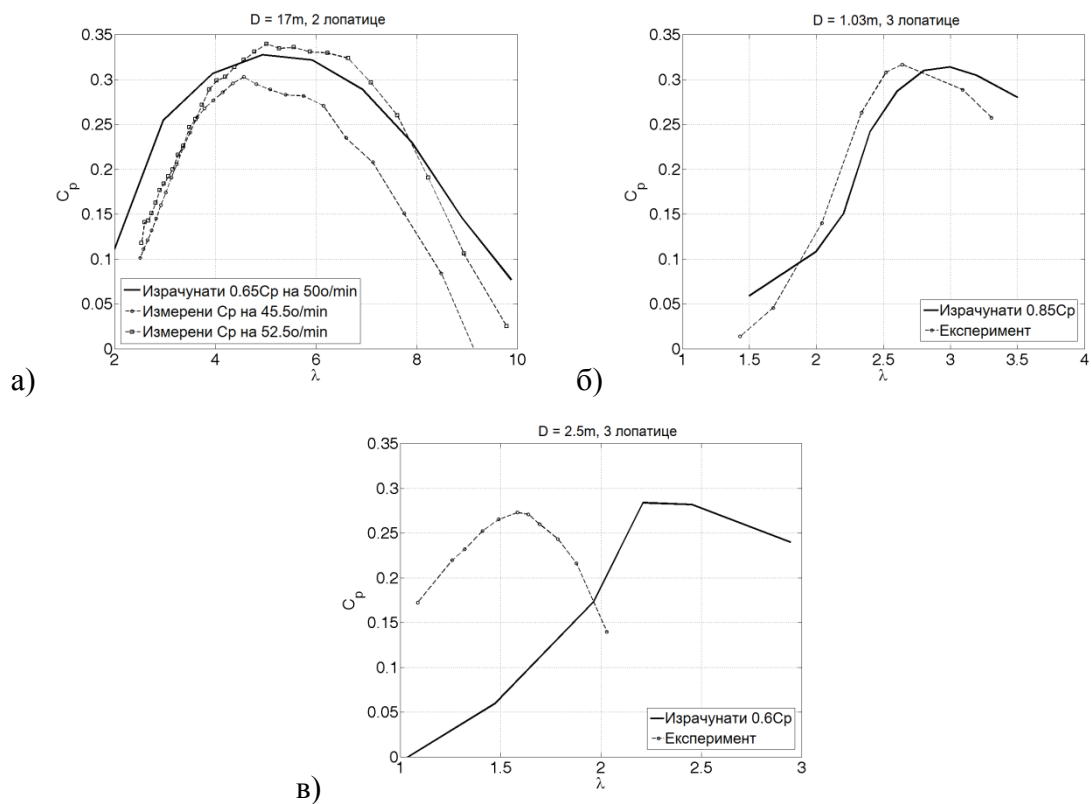 D = 17m, 2 лопатице
0.35
0.3
0.25
0.2
0.15
0.1
0.05
0
C_p
2 4 6 8 10
λ
Израчунати 0.65Cp на 50o/min
Измерени Cp на 45.5o/min
Измерени Cp на 52.5o/min
а)
D = 1.03m, 3 лопатице
0.35
0.3
0.25
0.2
0.15
0.1
0.05
0
C_p
1 1.5 2 2.5 3 3.5 4
λ
Израчунати 0.85Cp
Експеримент
б)
D = 2.5m, 3 лопатице
0.35
0.3
0.25
0.2
0.15
0.1
0.05
0
C_p
1 1.5 2 2.5 3
λ
Израчунати 0.6Cp
Експеримент
в)